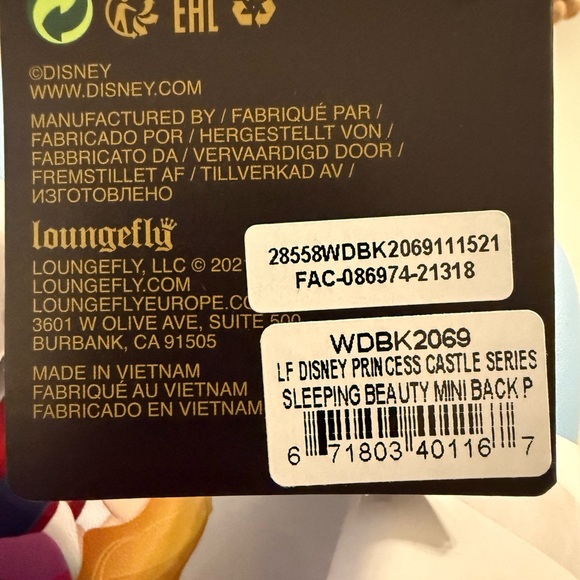 EAC
©DISNEY
WWW.DISNEY.COM
MANUFACTURED BY / FABRIQUÉ PAR /
FABRICADO POR / HERGESTELLT VON /
FABBRICATO DA / VERVAARDIGD DOOR /
FREMSTILLET AF / TILLVERKAD AV /
ИЗГОТОВЛЕНО
loungefly
LOUNGEFLY, LLC ©
LOUNGEFLY.COM
3601 W OLIVE AVE, SUITE 500
BURBANK, CA 91505
MADE IN VIETNAM
FABRIQUÉ AU VIETNAM
FABRICADO EN VIETNAM
28558WDBK2069111521
FAC-086974-21318
WDBK2069
LF DISNEY PRINCESS CASTLE SERIES
SLEEPING BEAUTY MINI BACK P
6 71803 40116 7